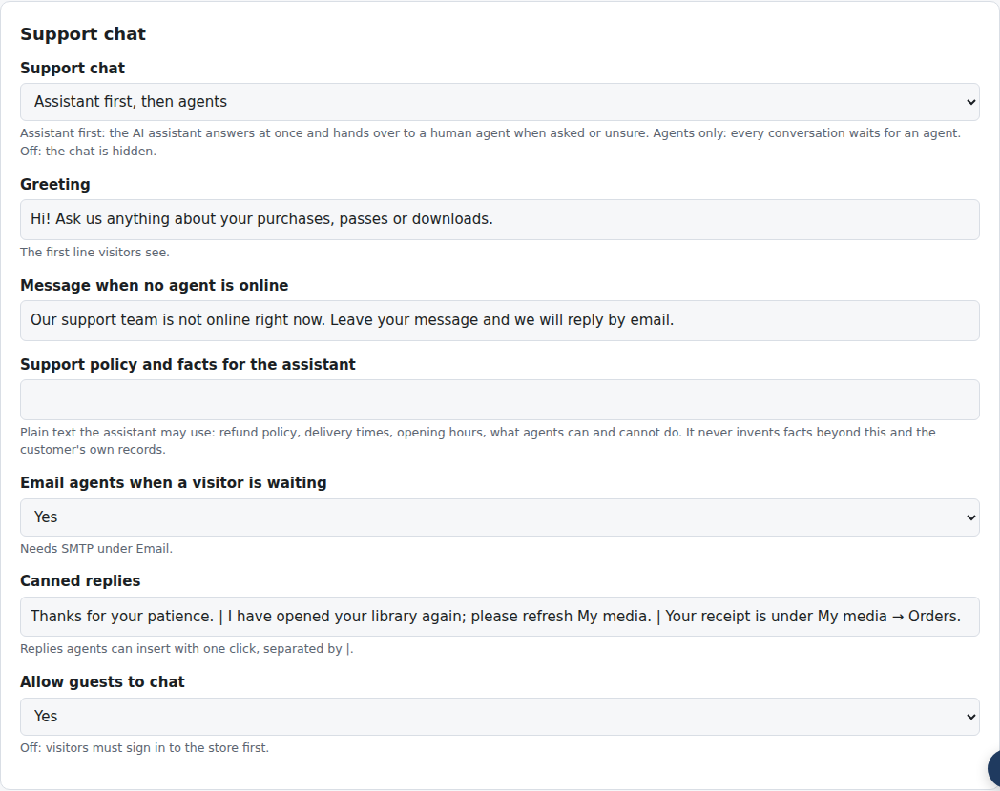 Support chat
Support chat
Assistant first, then agents
Assistant first: the AI assistant answers at once and hands over to a human agent when asked or unsure. Agents only: every conversation waits for an agent.
Off: the chat is hidden.
Greeting
Hi! Ask us anything about your purchases, passes or downloads.
The first line visitors see.
Message when no agent is online
Our support team is not online right now. Leave your message and we will reply by email.
Support policy and facts for the assistant
Plain text the assistant may use: refund policy, delivery times, opening hours, what agents can and cannot do. It never invents facts beyond this and the
customer's own records.
Email agents when a visitor is waiting
Yes
Needs SMTP under Email.
Canned replies
Thanks for your patience. | I have opened your library again; please refresh My media. | Your receipt is under My media → Orders.
Replies agents can insert with one click, separated by |.
Allow guests to chat
Yes
Off: visitors must sign in to the store first.